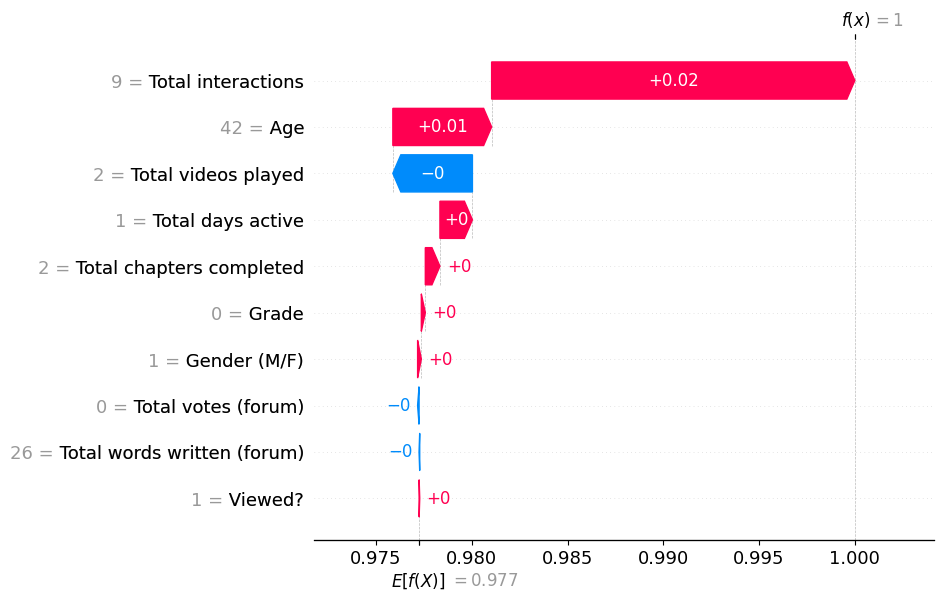 f(x) = 1
9 = Total interactions +0.02
42 = Age +0.01
2 = Total videos played −0
1 = Total days active +0
2 = Total chapters completed +0
0 = Grade +0
1 = Gender (M/F) +0
0 = Total votes (forum) −0
26 = Total words written (forum) −0
1 = Viewed? +0
0.975 0.980 0.985 0.990 0.995 1.000
E[f(X)] = 0.977